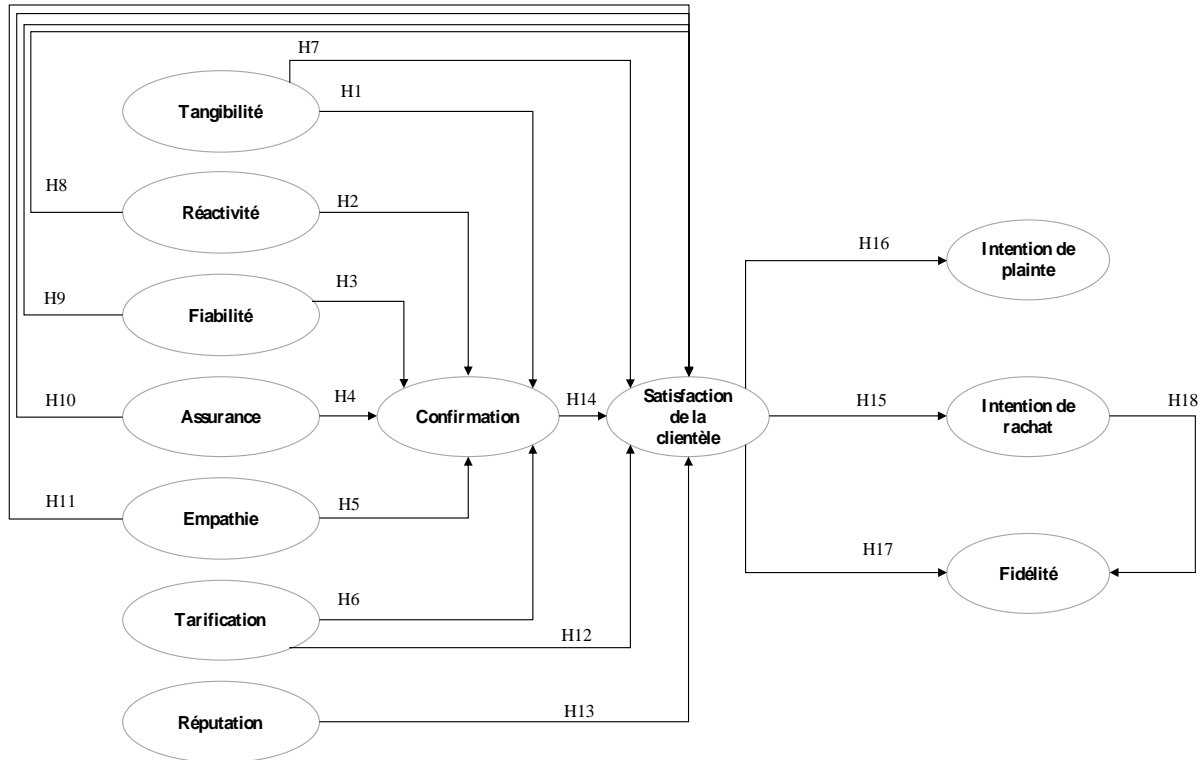 H7
H1
Tangibilité
H8
Réactivité
H2
H16
Intention de
plainte
H9
Fiabilité
H3
H10
Assurance
H4
Confirmation
H14
Satisfaction
de la
clientèle
H15
Intention de
rachat
H18
H11
Empathie
H5
H17
Fidélité
Tarification
H6
H12
Réputation
H13